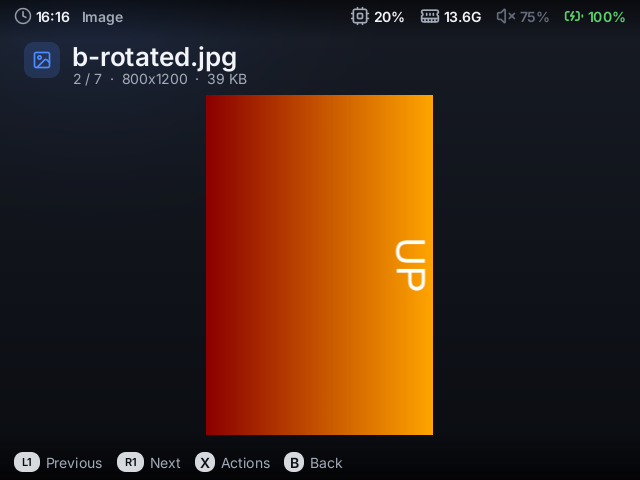 16:16 Image 20% 13.6G 75% 100%
b-rotated.jpg
2 / 7 · 800x1200 · 39 KB
UP
L1 Previous R1 Next X Actions B Back